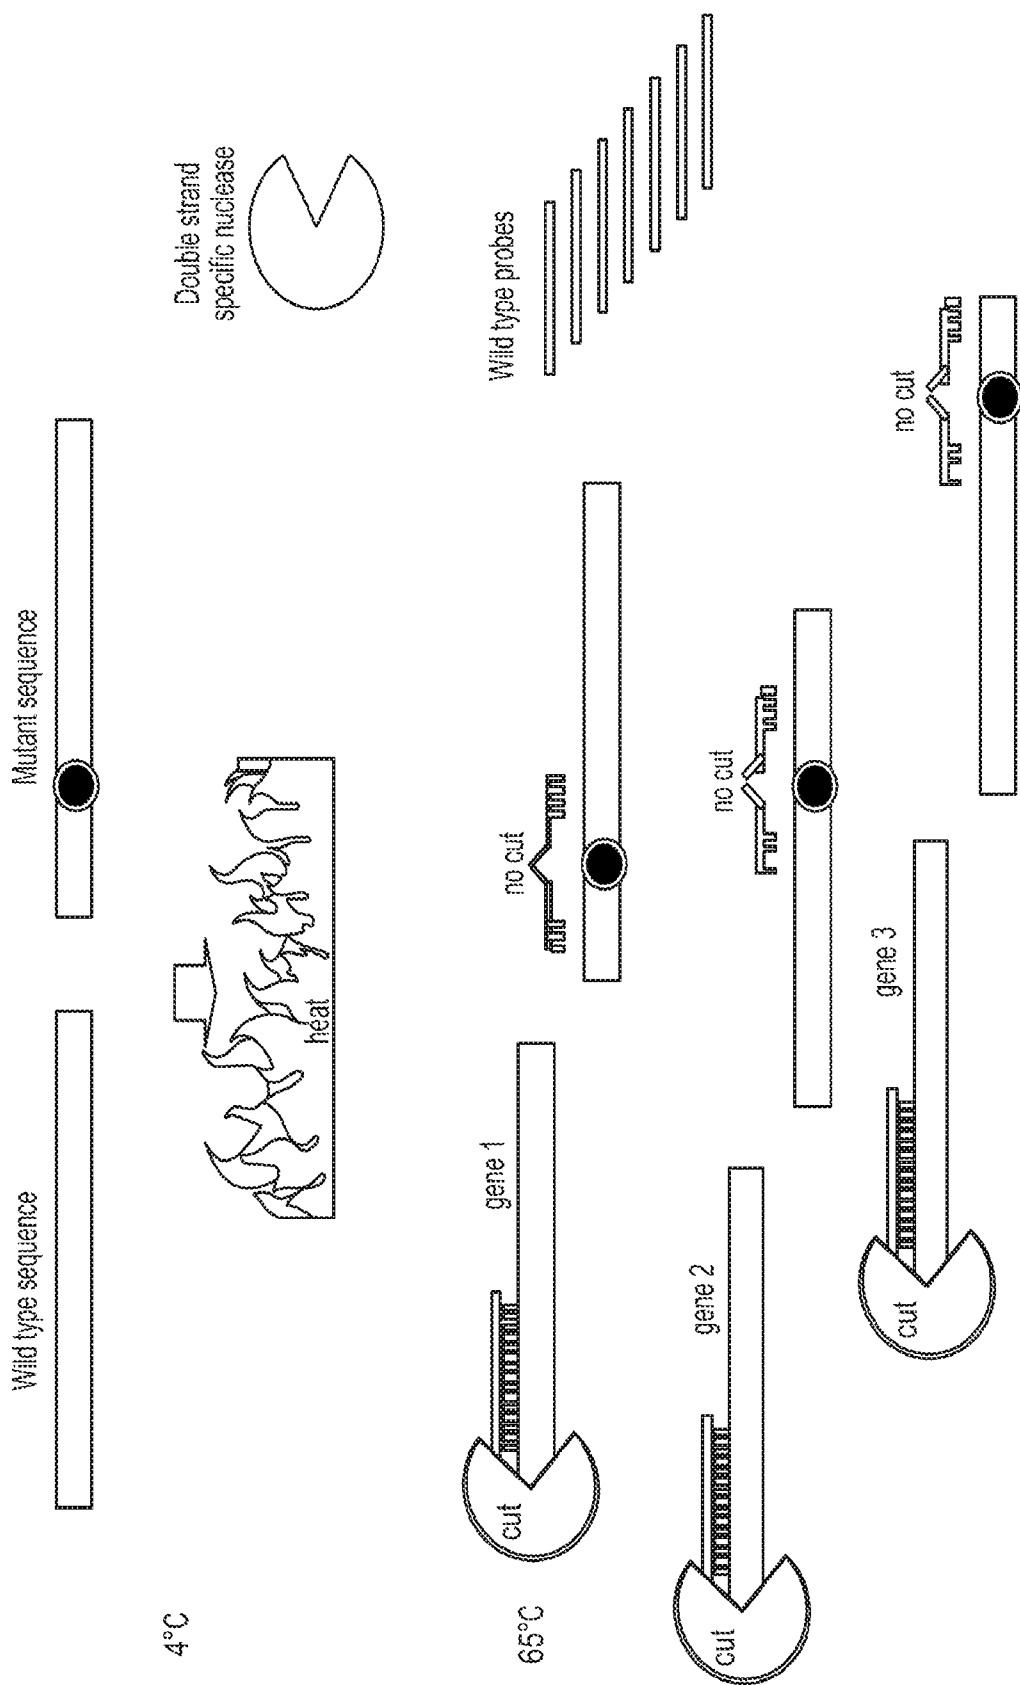 Wild type sequence
Mutant sequence
4°C
heat
Double strand
specific nuclease
65°C
cut
gene 1
no cut
Wild type probes
cut
gene 2
no cut
cut
gene 3
no cut